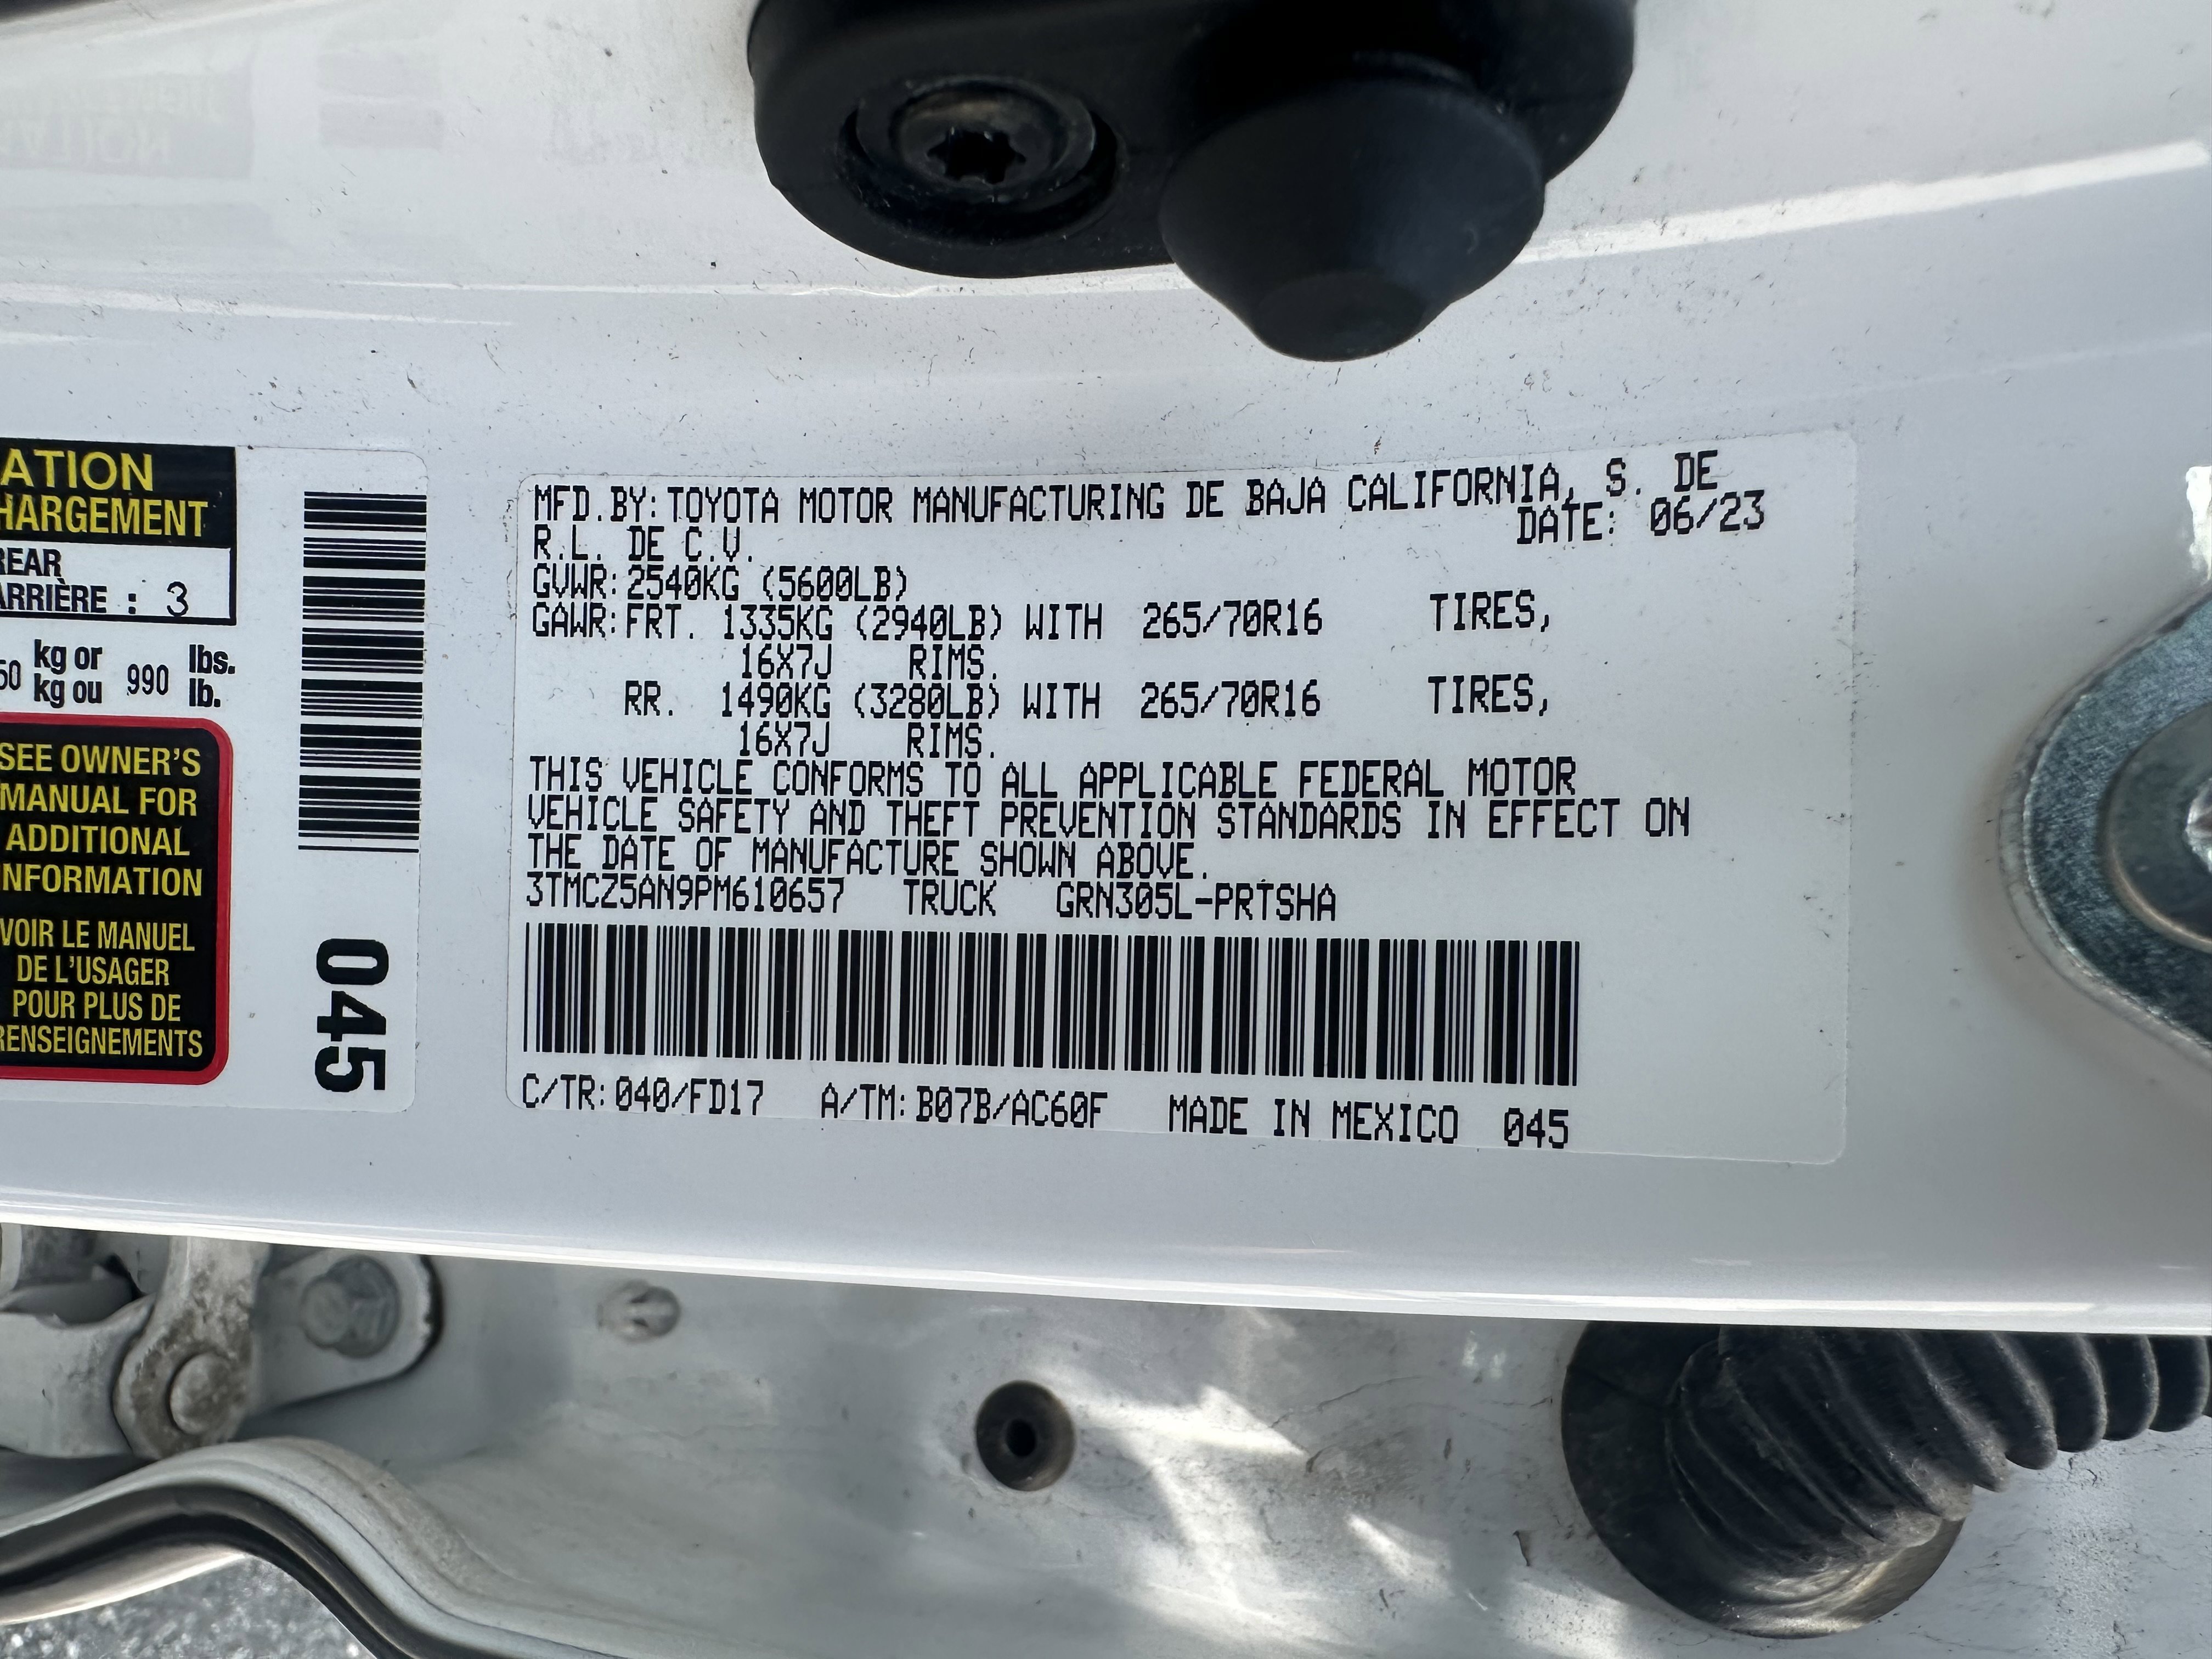 ATION
HARGEMENT
REAR
ARRIÈRE : 3
50 kg or 990 lbs.
kg ou lb.
SEE OWNER'S
MANUAL FOR
ADDITIONAL
INFORMATION
VOIR LE MANUEL
DE L'USAGER
POUR PLUS DE
RENSEIGNEMENTS
045
MFD.BY:TOYOTA MOTOR MANUFACTURING DE BAJA CALIFORNIA, S. DE
R.L. DE C.V. DATE: 06/23
GVWR:2540KG (5600LB)
GAWR:FRT. 1335KG (2940LB) WITH 265/70R16 TIRES,
16X7J RIMS.
RR. 1490KG (3280LB) WITH 265/70R16 TIRES,
16X7J RIMS.
THIS VEHICLE CONFORMS TO ALL APPLICABLE FEDERAL MOTOR
VEHICLE SAFETY AND THEFT PREVENTION STANDARDS IN EFFECT ON
THE DATE OF MANUFACTURE SHOWN ABOVE.
3TMCZ5AN9PM610657 TRUCK GRN305L-PRTSHA
C/TR:040/FD17 A/TM:B07B/AC60F MADE IN MEXICO 045